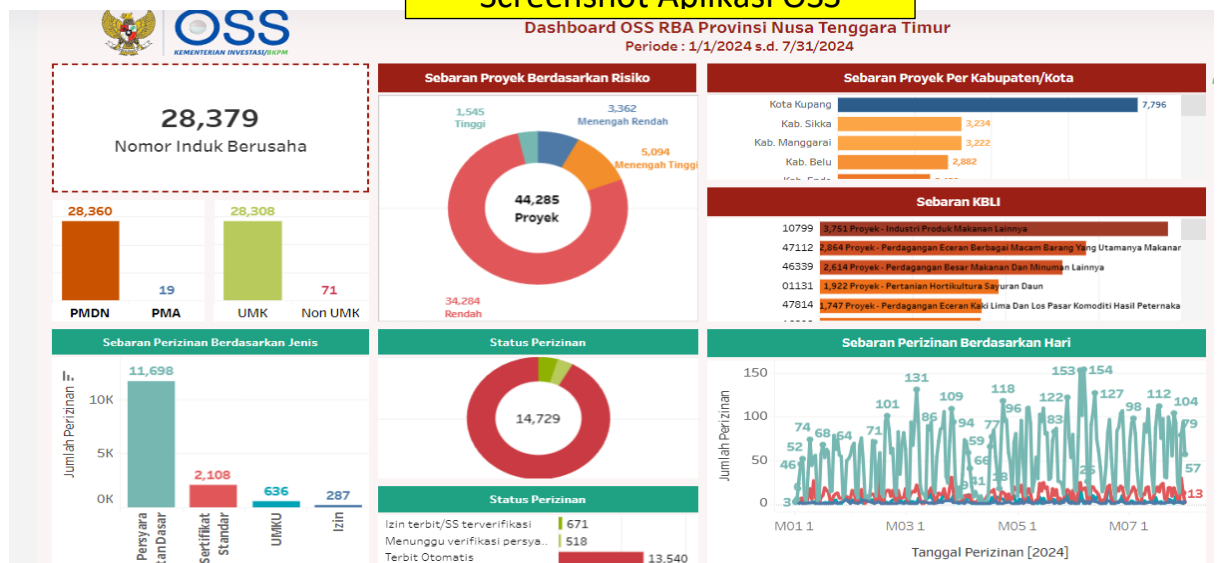 Screenshot Aplikasi OSS
OSS
KEMENTERIAN INVESTASI/BKPM
Dashboard OSS RBA Provinsi Nusa Tenggara Timur
Periode : 1/1/2024 s.d. 7/31/2024
28,379
Nomor Induk Berusaha
28,360
19
PMDN
PMA
28,308
71
UMK
Non UMK
Sebaran Proyek Berdasarkan Risiko
1,545
Tinggi
3,362
Menengah Rendah
5,094
Menengah Tinggi
44,285
Proyek
34,284
Rendah
Sebaran Proyek Per Kabupaten/Kota
Kota Kupang 7,796
Kab. Sikka 3,234
Kab. Manggarai 3,222
Kab. Belu 2,882
Sebaran KBLI
10799 3,751 Proyek - Industri Produk Makanan Lainnya
47112 2,864 Proyek - Perdagangan Eceran Berbagai Macam Barang Yang Utamanya Makanan
46339 2,614 Proyek - Perdagangan Besar Makanan Dan Minuman Lainnya
01131 1,922 Proyek - Pertanian Hortikultura Sayuran Daun
47814 1,747 Proyek - Perdagangan Eceran Kaki Lima Dan Los Pasar Komoditi Hasil Peternaka
Sebaran Perizinan Berdasarkan Jenis
Jumlah Perizinan
10K
5K
0K
11,698
2,108
636
287
Persyara
tanDasar
Sertifikat
Standar
UMKU
Izin
Status Perizinan
14,729
Status Perizinan
Izin terbit/SS terverifikasi 671
Menunggu verifikasi persya.. 518
Terbit Otomatis 13,540
Sebaran Perizinan Berdasarkan Hari
Jumlah Perizinan
150
100
50
0
3
46
52
74
68
64
71
101
131
86
109
94
59
9
41
66
77
28
118
96
122
83
153
154
26
127
98
112
104
79
57
13
M01 1
M03 1
M05 1
M07 1
Tanggal Perizinan [2024]